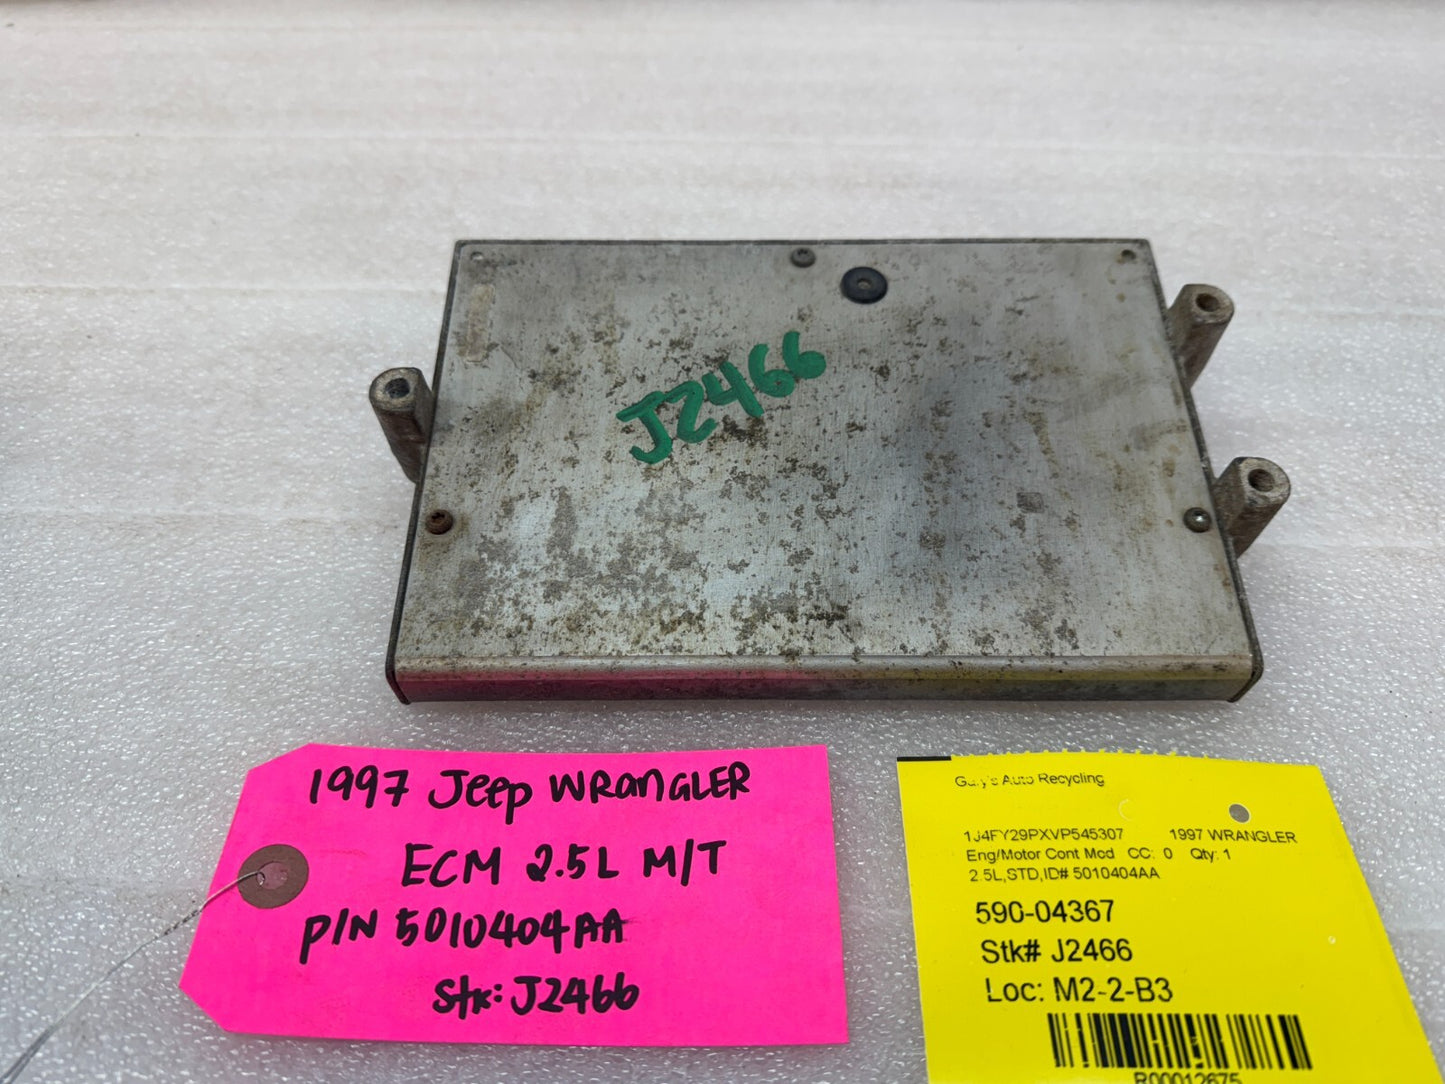 J2466
1997 Jeep WRanGLER
ECM 2.5L M/T
P/N 5010404AA
Stk: J2466
Gary's Auto Recycling
1J4FY29PXVP545307 1997 WRANGLER
Eng/Motor Cont Mod CC: 0 Qty: 1
2.5L,STD,ID# 5010404AA
590-04367
Stk# J2466
Loc: M2-2-B3
R00012675